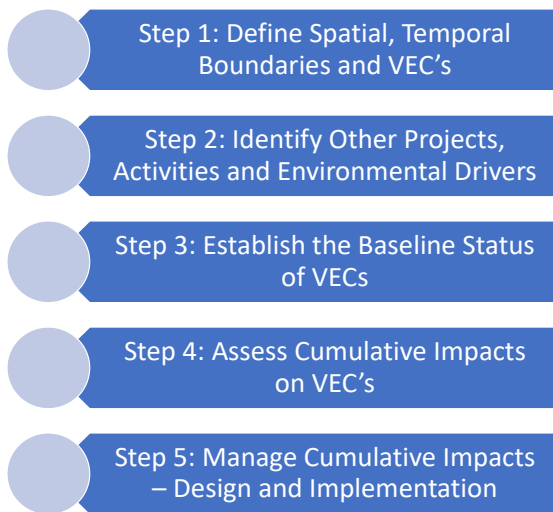 Step 1: Define Spatial, Temporal
Boundaries and VEC’s
Step 2: Identify Other Projects,
Activities and Environmental Drivers
Step 3: Establish the Baseline Status
of VECs
Step 4: Assess Cumulative Impacts
on VEC’s
Step 5: Manage Cumulative Impacts
– Design and Implementation